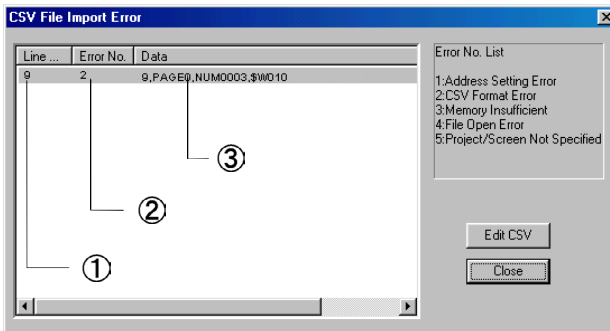 CSV File Import Error
Line ... Error No. Data
9 2 9,PAGE0,NUM0003,$W010
③
②
①
Error No. List
1:Address Setting Error
2:CSV Format Error
3:Memory Insufficient
4:File Open Error
5:Project/Screen Not Specified
Edit CSV
Close